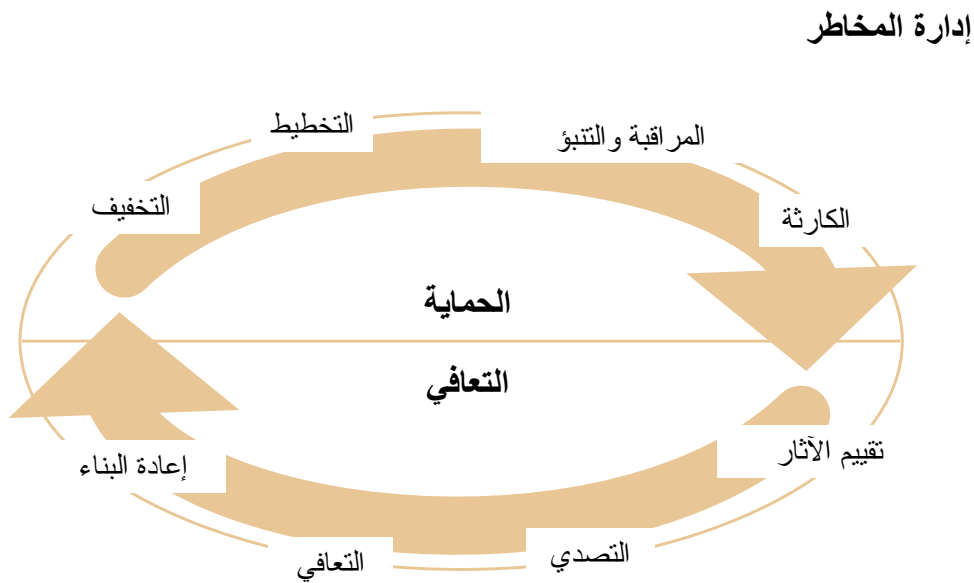 إدارة المخاطر
المراقبة والتنبؤ
التخطيط
الكارثة
التخفيف
الحماية
التعافي
تقييم الآثار
إعادة البناء
التصدي
التعافي